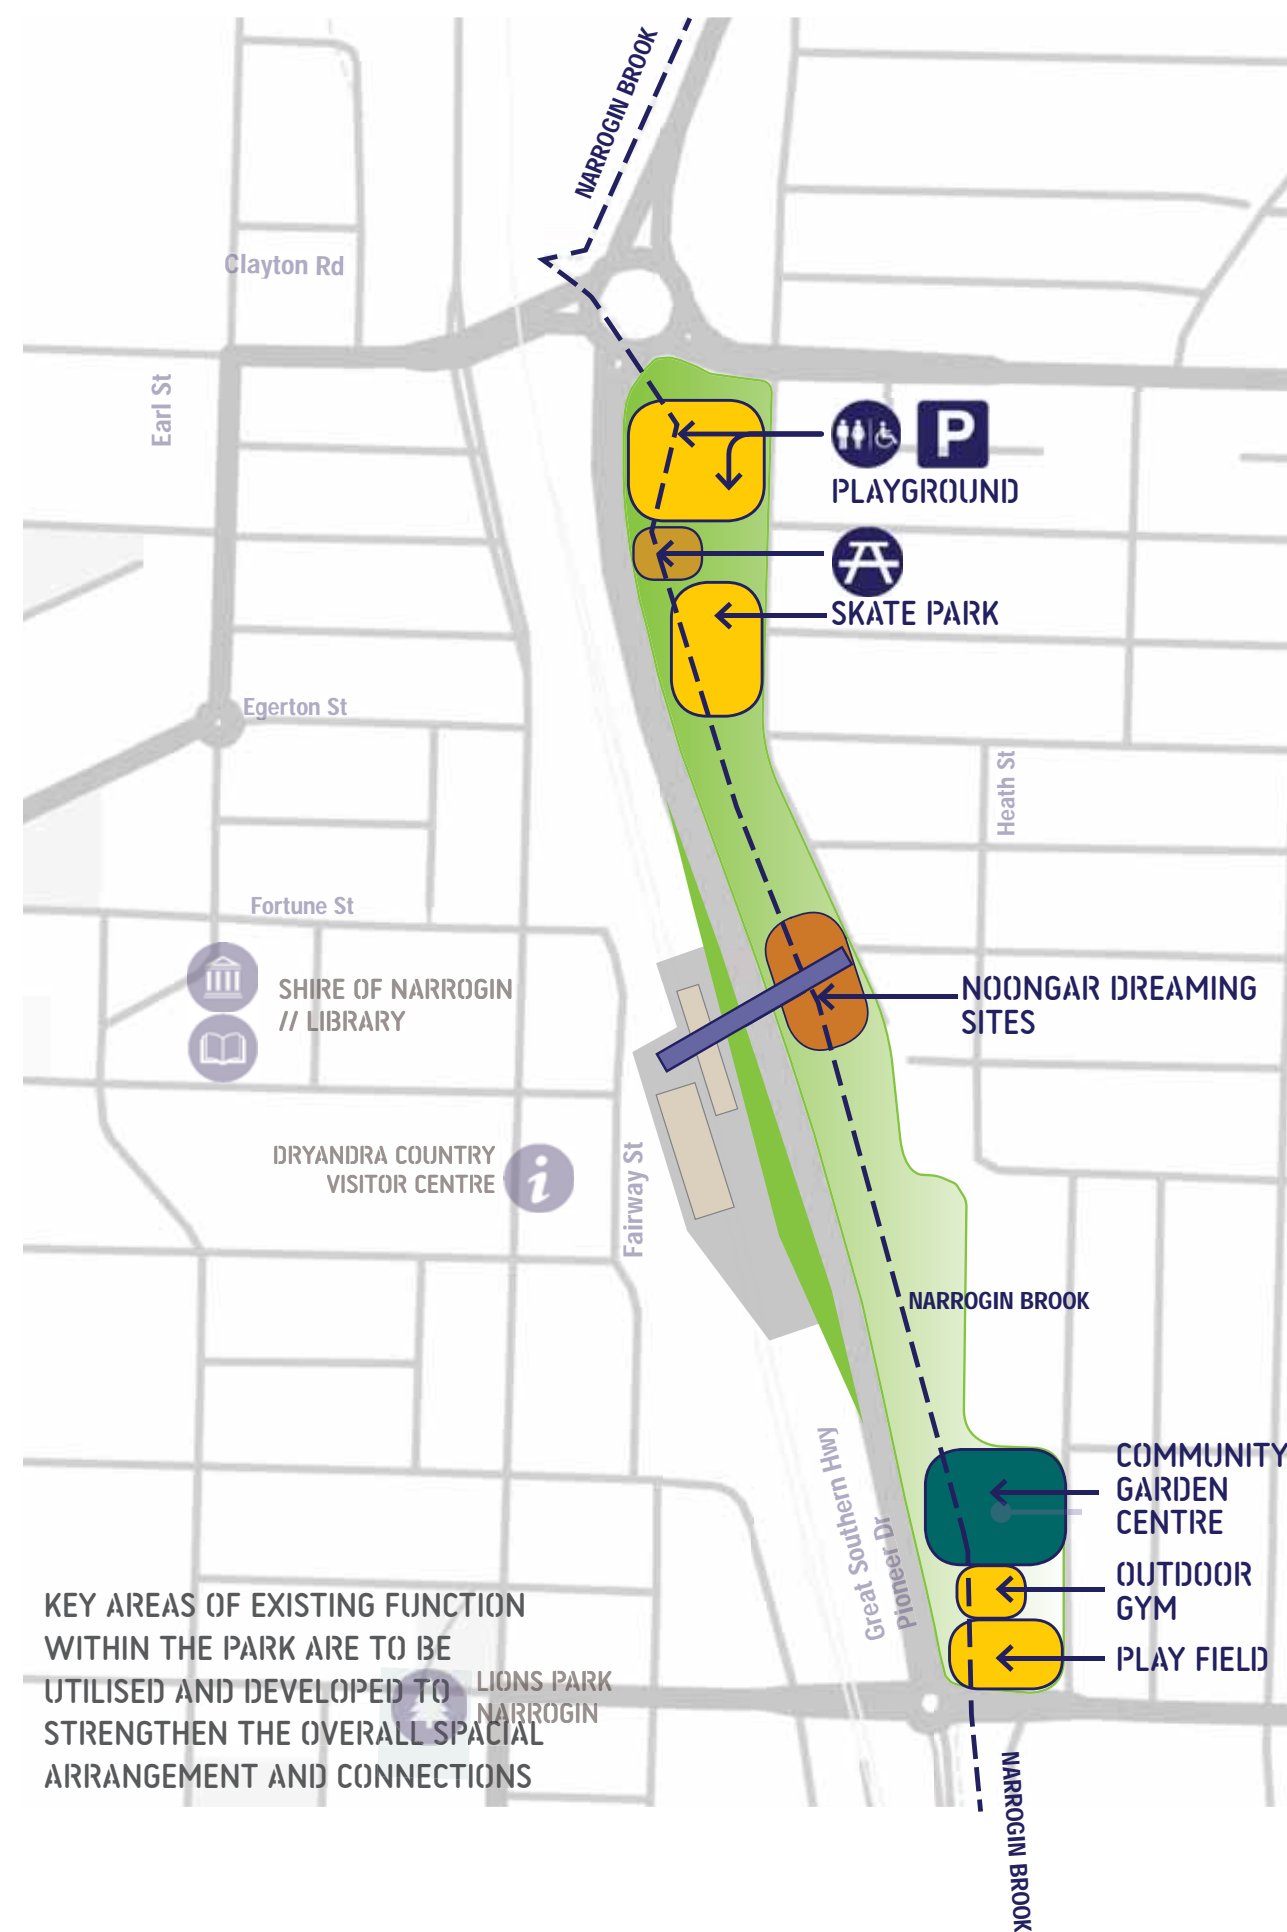 NARROGIN BROOK
Clayton Rd
Earl St
P
PLAYGROUND
SKATE PARK
Egerton St
Heath St
Fortune St
SHIRE OF NARROGIN
// LIBRARY
NOONGAR DREAMING
SITES
DRYANDRA COUNTRY
VISITOR CENTRE
i
Fairway St
NARROGIN BROOK
Great Southern Hwy
Pioneer Dr
COMMUNITY
GARDEN
CENTRE
OUTDOOR
GYM
PLAY FIELD
KEY AREAS OF EXISTING FUNCTION
WITHIN THE PARK ARE TO BE
UTILISED AND DEVELOPED TO
STRENGTHEN THE OVERALL SPACIAL
ARRANGEMENT AND CONNECTIONS
LIONS PARK
NARROGIN
NARROGIN BROOK